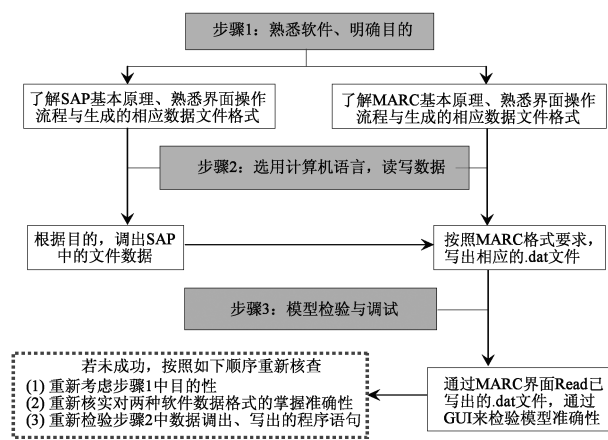 步骤1：熟悉软件、明确目的
了解SAP基本原理、熟悉界面操作
流程与生成的相应数据文件格式
了解MARC基本原理、熟悉界面操作
流程与生成的相应数据文件格式
步骤2：选用计算机语言，读写数据
根据目的，调出SAP
中的文件数据
按照MARC格式要求，
写出相应的.dat文件
步骤3：模型检验与调试
若未成功，按照如下顺序重新核查
(1) 重新考虑步骤1中目的性
(2) 重新核实对两种软件数据格式的掌握准确性
(3) 重新检验步骤2中数据调出、写出的程序语句
通过MARC界面Read已
写出的.dat文件，通过
GUI来检验模型准确性